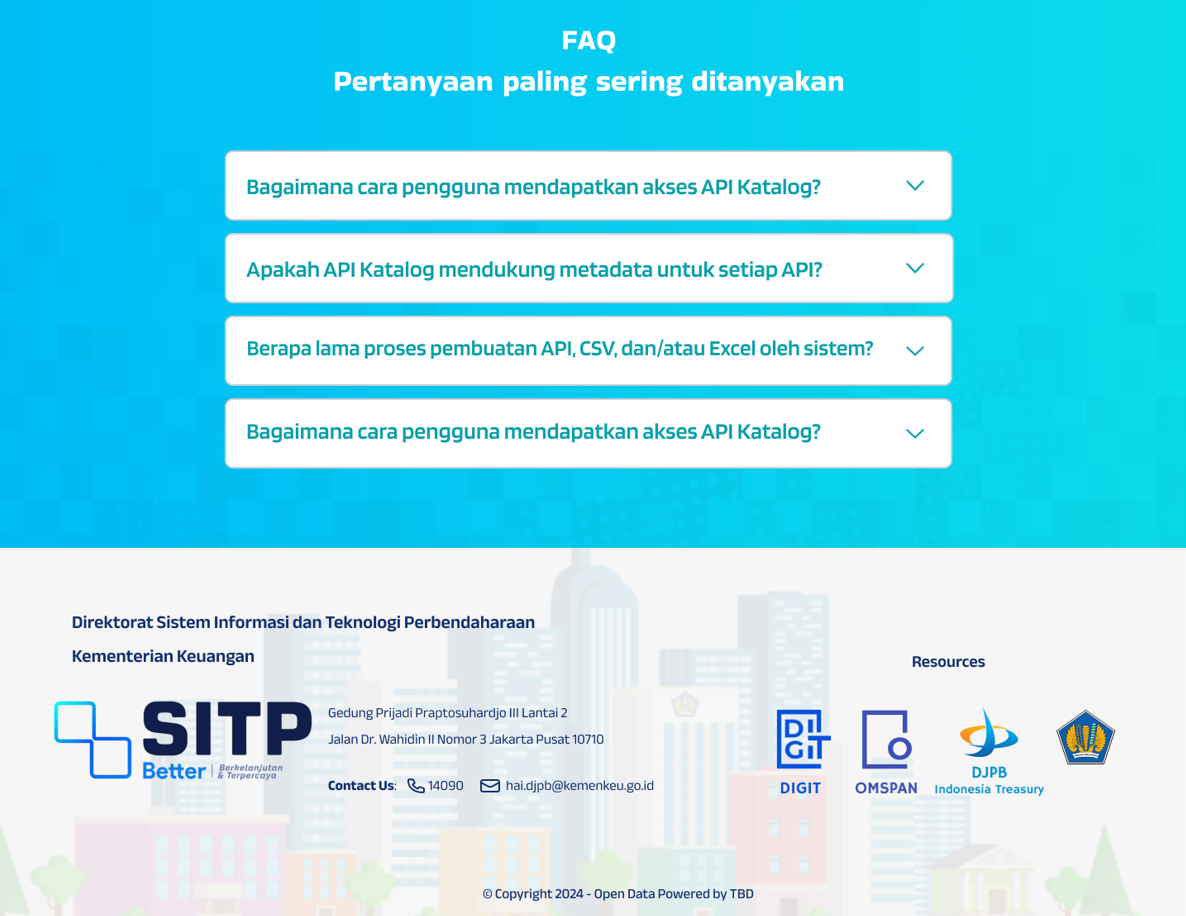 FAQ
Pertanyaan paling sering ditanyakan
Bagaimana cara pengguna mendapatkan akses API Katalog?
Apakah API Katalog mendukung metadata untuk setiap API?
Berapa lama proses pembuatan API, CSV, dan/atau Excel oleh sistem?
Bagaimana cara pengguna mendapatkan akses API Katalog?
Direktorat Sistem Informasi dan Teknologi Perbendaharaan
Kementerian Keuangan
SITP
Better | Berkelanjutan
& Terpercaya
Gedung Prijadi Praptosuhardjo III Lantai 2
Jalan Dr. Wahidin II Nomor 3 Jakarta Pusat 10710
Contact Us: 14090 hai.djpb@kemenkeu.go.id
Resources
DI
GIT
DIGIT
OMSPAN
DJPB
Indonesia Treasury
© Copyright 2024 - Open Data Powered by TBD